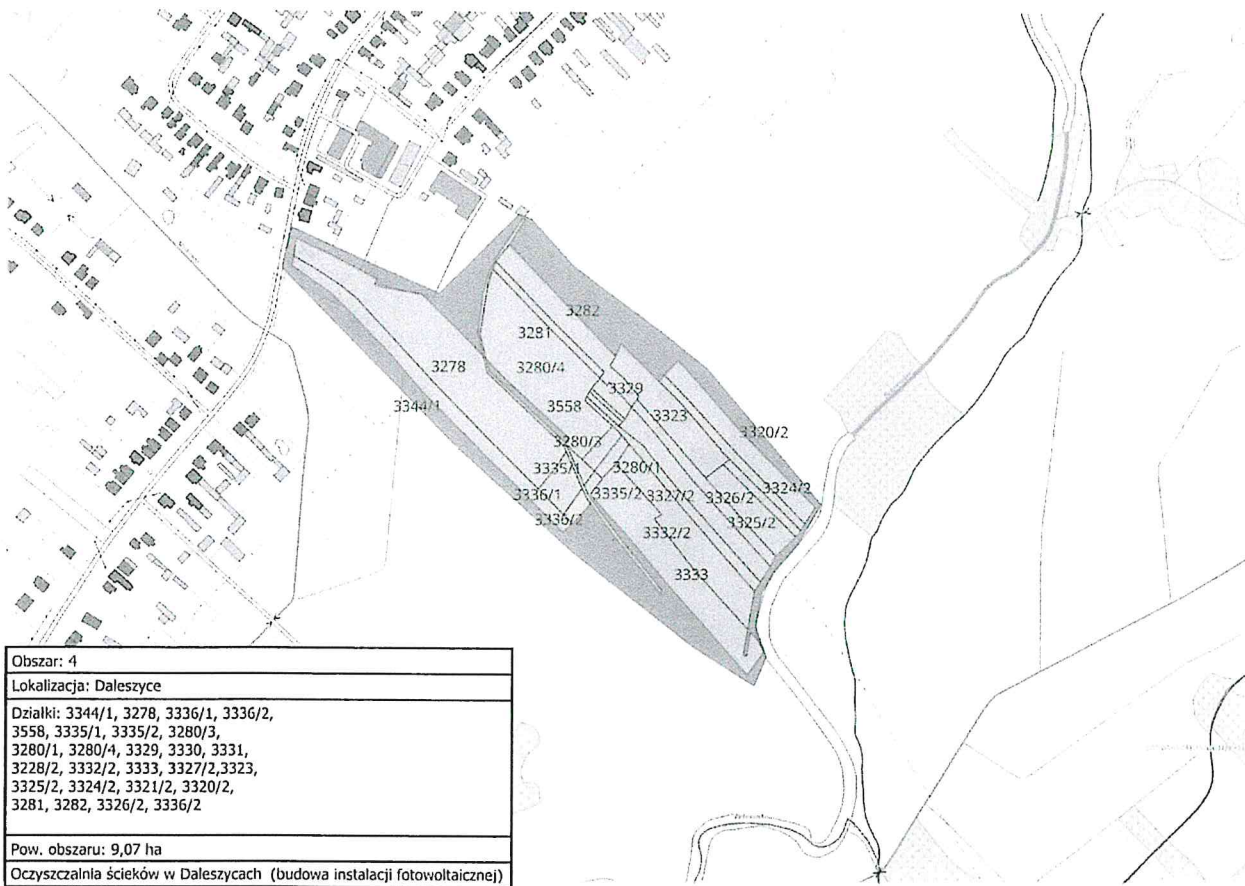 3282
3281
3278
3280/4
3329
3344/1
3558
3323
3320/2
3280/3
3335/1
3280/1
3324/2
3336/1
3335/2
3327/2
3326/2
3336/2
3325/2
3332/2
3333
Obszar: 4
Lokalizacja: Daleszyce
Działki: 3344/1, 3278, 3336/1, 3336/2,
3558, 3335/1, 3335/2, 3280/3,
3280/1, 3280/4, 3329, 3330, 3331,
3228/2, 3332/2, 3333, 3327/2,3323,
3325/2, 3324/2, 3321/2, 3320/2,
3281, 3282, 3326/2, 3336/2
Pow. obszaru: 9,07 ha
Oczyszczalnia ścieków w Daleszycach (budowa instalacji fotowoltaicznej)